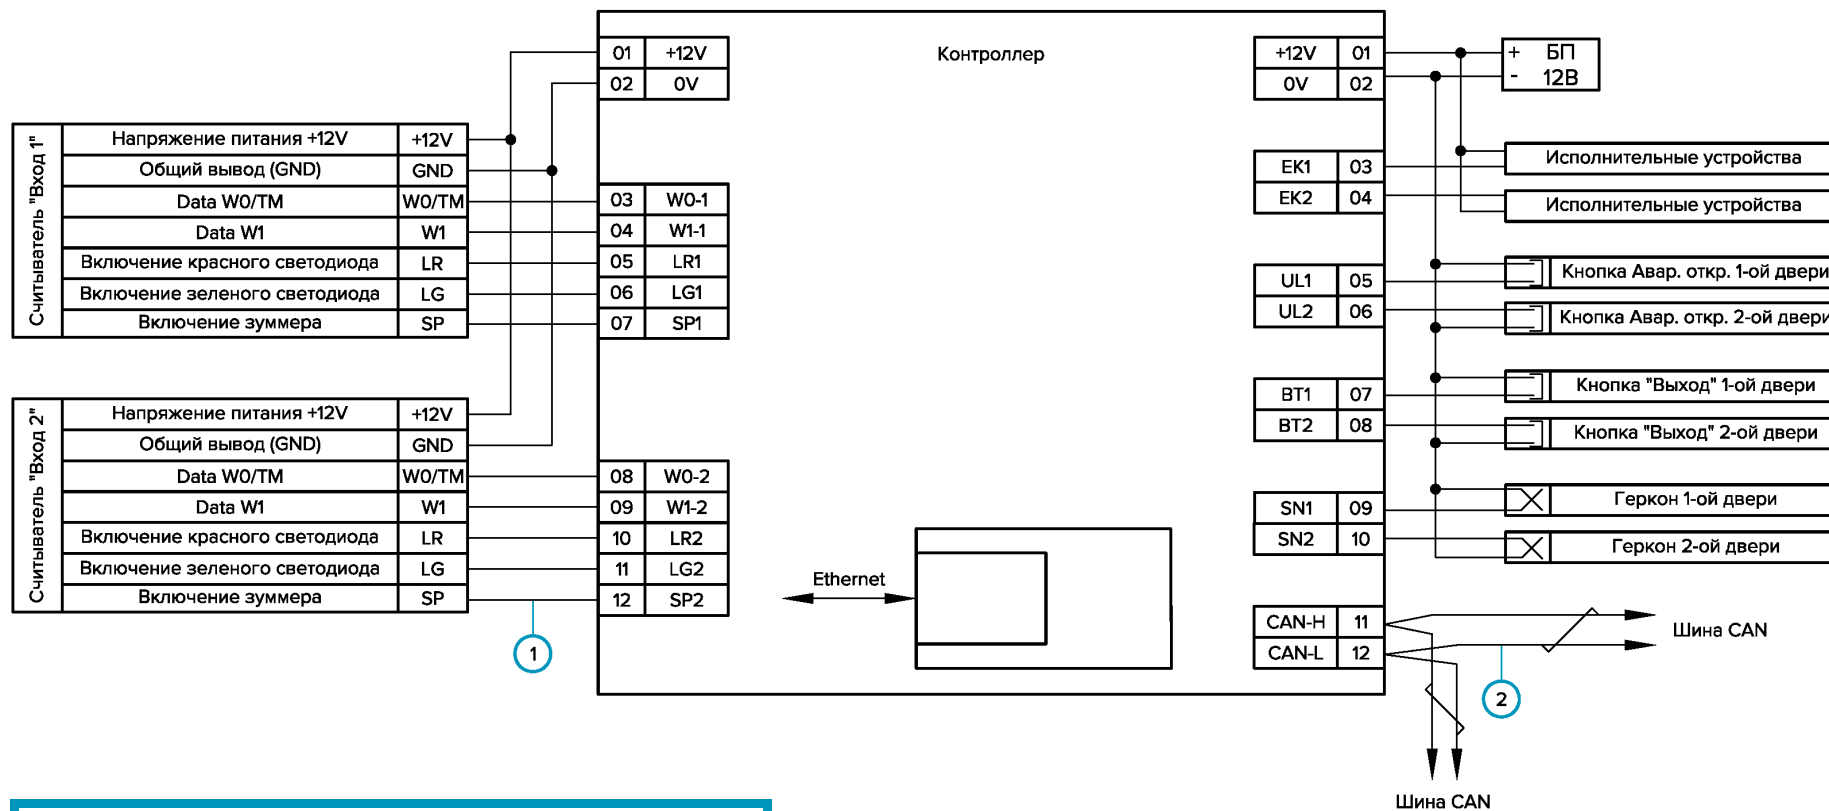 Контроллер
01 +12V
02 0V
Считыватель "Вход 1"
Напряжение питания +12V +12V
Общий вывод (GND) GND
Data W0/TM W0/TM
Data W1 W1
Включение красного светодиода LR
Включение зеленого светодиода LG
Включение зуммера SP
03 W0-1
04 W1-1
05 LR1
06 LG1
07 SP1
Считыватель "Вход 2"
Напряжение питания +12V +12V
Общий вывод (GND) GND
Data W0/TM W0/TM
Data W1 W1
Включение красного светодиода LR
Включение зеленого светодиода LG
Включение зуммера SP
08 W0-2
09 W1-2
10 LR2
11 LG2
12 SP2
1
Ethernet
+12V 01
0V 02
+ БП
- 12В
EK1 03
EK2 04
Исполнительные устройства
Исполнительные устройства
UL1 05
UL2 06
Кнопка Авар. откр. 1-ой двери
Кнопка Авар. откр. 2-ой двери
BT1 07
BT2 08
Кнопка "Выход" 1-ой двери
Кнопка "Выход" 2-ой двери
SN1 09
SN2 10
Геркон 1-ой двери
Геркон 2-ой двери
CAN-H 11
CAN-L 12
Шина CAN
2
Шина CAN